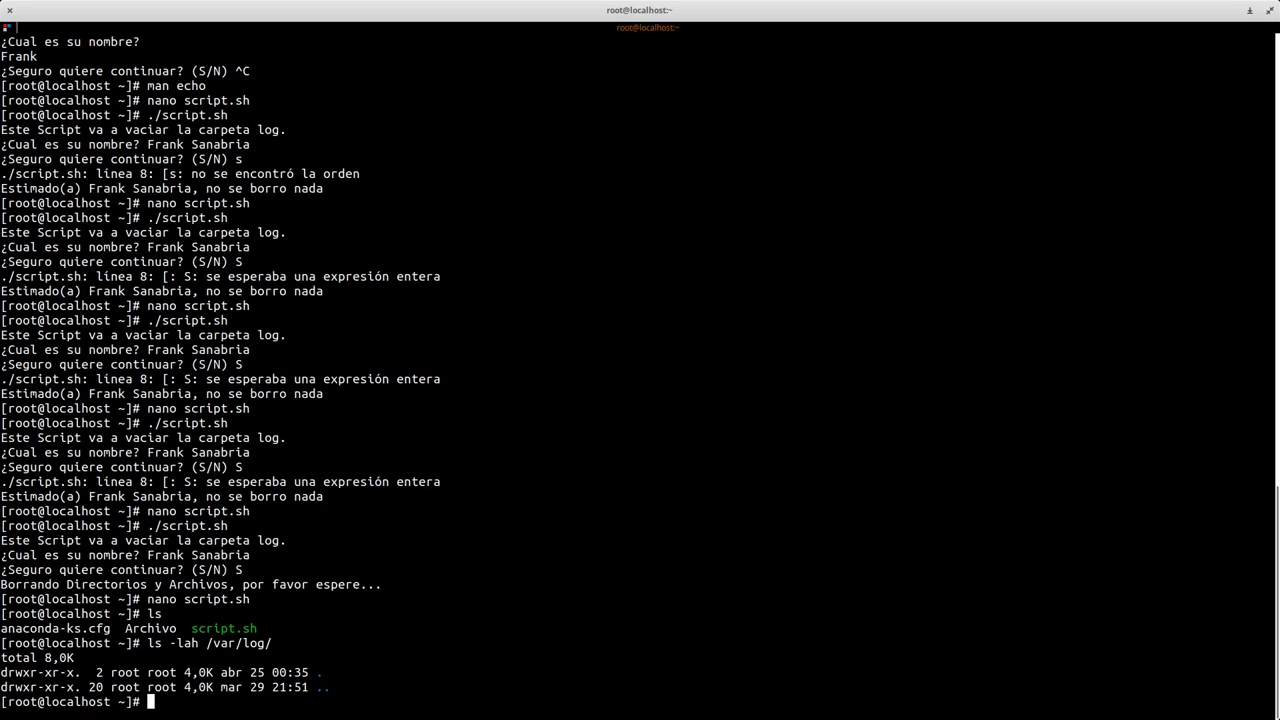 root@localhost:~
root@localhost:~
¿Cual es su nombre?
Frank
¿Seguro quiere continuar? (S/N) ^C
[root@localhost ~]# man echo
[root@localhost ~]# nano script.sh
[root@localhost ~]# ./script.sh
Este Script va a vaciar la carpeta log.
¿Cual es su nombre? Frank Sanabria
¿Seguro quiere continuar? (S/N) s
./script.sh: línea 8: [s: no se encontró la orden
Estimado(a) Frank Sanabria, no se borro nada
[root@localhost ~]# nano script.sh
[root@localhost ~]# ./script.sh
Este Script va a vaciar la carpeta log.
¿Cual es su nombre? Frank Sanabria
¿Seguro quiere continuar? (S/N) S
./script.sh: línea 8: [: S: se esperaba una expresión entera
Estimado(a) Frank Sanabria, no se borro nada
[root@localhost ~]# nano script.sh
[root@localhost ~]# ./script.sh
Este Script va a vaciar la carpeta log.
¿Cual es su nombre? Frank Sanabria
¿Seguro quiere continuar? (S/N) S
./script.sh: línea 8: [: S: se esperaba una expresión entera
Estimado(a) Frank Sanabria, no se borro nada
[root@localhost ~]# nano script.sh
[root@localhost ~]# ./script.sh
Este Script va a vaciar la carpeta log.
¿Cual es su nombre? Frank Sanabria
¿Seguro quiere continuar? (S/N) S
./script.sh: línea 8: [: S: se esperaba una expresión entera
Estimado(a) Frank Sanabria, no se borro nada
[root@localhost ~]# nano script.sh
[root@localhost ~]# ./script.sh
Este Script va a vaciar la carpeta log.
¿Cual es su nombre? Frank Sanabria
¿Seguro quiere continuar? (S/N) S
Borrando Directorios y Archivos, por favor espere...
[root@localhost ~]# nano script.sh
[root@localhost ~]# ls
anaconda-ks.cfg  Archivo  script.sh
[root@localhost ~]# ls -lah /var/log/
total 8,0K
drwxr-xr-x.  2 root root 4,0K abr 25 00:35 .
drwxr-xr-x. 20 root root 4,0K mar 29 21:51 ..
[root@localhost ~]#